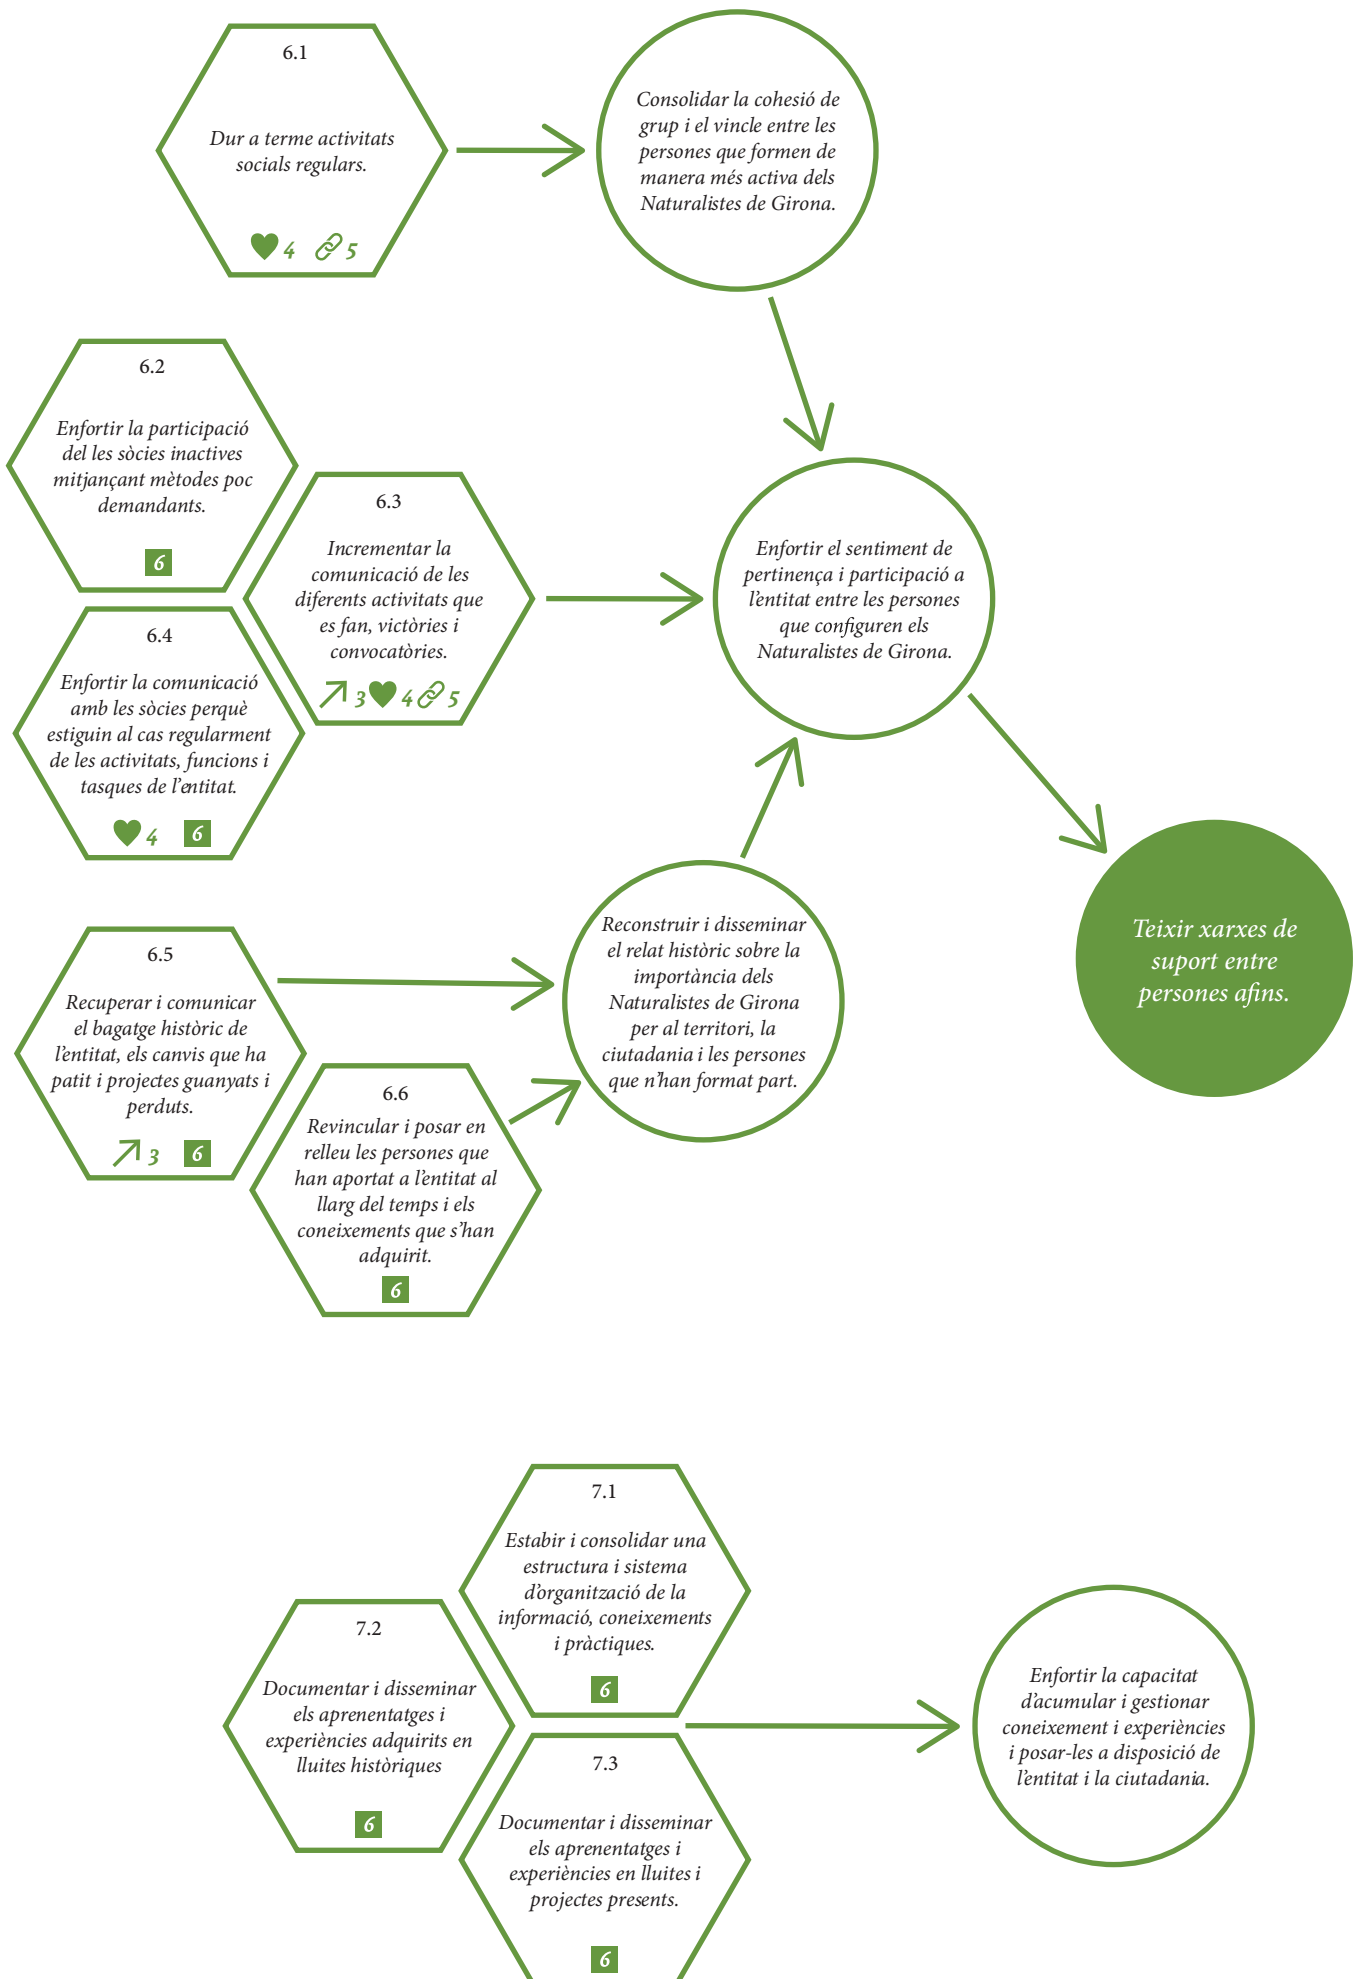 6.1
Dur a terme activitats
socials regulars.
4 5
Consolidar la cohesió de
grup i el vincle entre les
persones que formen de
manera més activa dels
Naturalistes de Girona.
6.2
Enfortir la participació
del les sòcies inactives
mitjançant mètodes poc
demandants.
6
6.3
Incrementar la
comunicació de les
diferents activitats que
es fan, victòries i
convocatòries.
3 4 5
Enfortir el sentiment de
pertinença i participació a
l'entitat entre les persones
que configuren els
Naturalistes de Girona.
6.4
Enfortir la comunicació
amb les sòcies perquè
estiguin al cas regularment
de les activitats, funcions i
tasques de l'entitat.
4 6
Teixir xarxes de
suport entre
persones afins.
6.5
Recuperar i comunicar
el bagatge històric de
l'entitat, els canvis que ha
patit i projectes guanyats i
perduts.
3 6
Reconstruir i disseminar
el relat històric sobre la
importància dels
Naturalistes de Girona
per al territori, la
ciutadania i les persones
que n'han format part.
6.6
Revincular i posar en
relleu les persones que
han aportat a l'entitat al
llarg del temps i els
coneixements que s'han
adquirit.
6
7.1
Estabir i consolidar una
estructura i sistema
d'organització de la
informació, coneixements
i pràctiques.
6
7.2
Documentar i disseminar
els aprenentatges i
experiències adquirits en
lluites històriques
6
7.3
Documentar i disseminar
els aprenentatges i
experiències en lluites i
projectes presents.
6
Enfortir la capacitat
d'acumular i gestionar
coneixement i experiències
i posar-les a disposició de
l'entitat i la ciutadania.